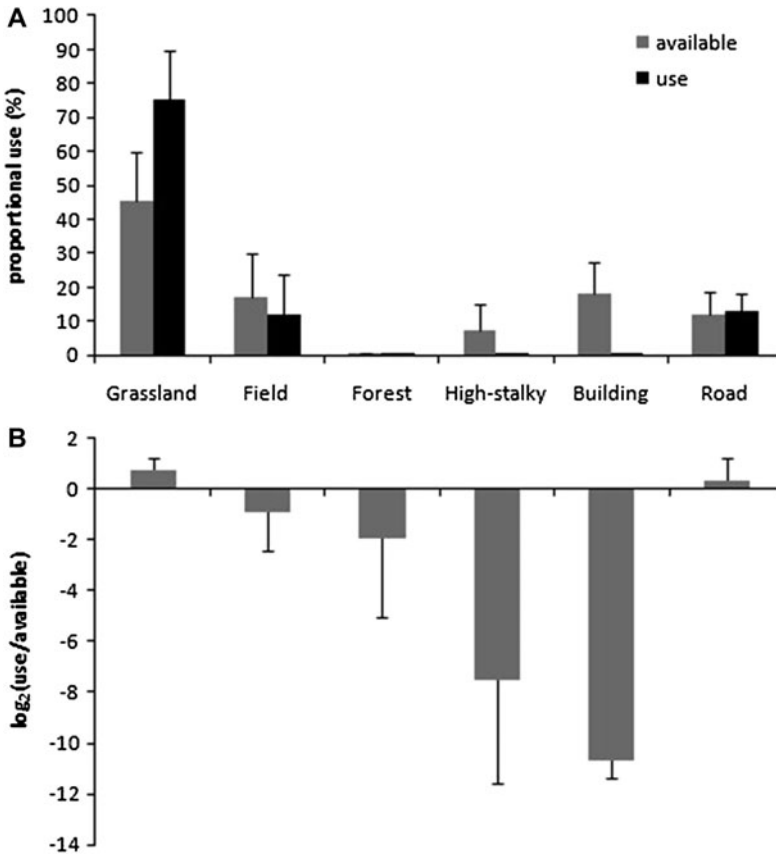 A
100
90
80
70
60
50
40
30
20
10
0
proportional use (%)
available
use
Grassland Field Forest High-stalky Building Road
B
2
0
-2
-4
-6
-8
-10
-12
-14
log₂(use/available)